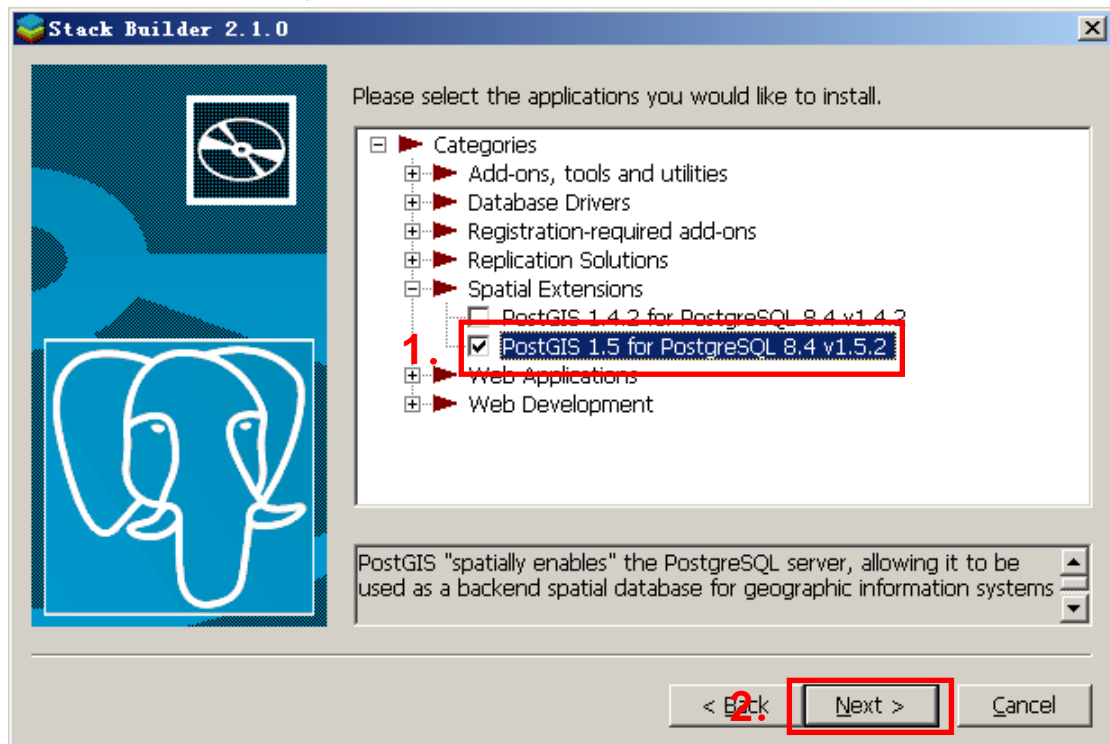 Stack Builder 2.1.0
Please select the applications you would like to install.
Categories
Add-ons, tools and utilities
Database Drivers
Registration-required add-ons
Replication Solutions
Spatial Extensions
PostGIS 1.4.2 for PostgreSQL 8.4 v1.4.2
1. PostGIS 1.5 for PostgreSQL 8.4 v1.5.2
Web Applications
Web Development
PostGIS "spatially enables" the PostgreSQL server, allowing it to be
used as a backend spatial database for geographic information systems
< Back 2. Next > Cancel